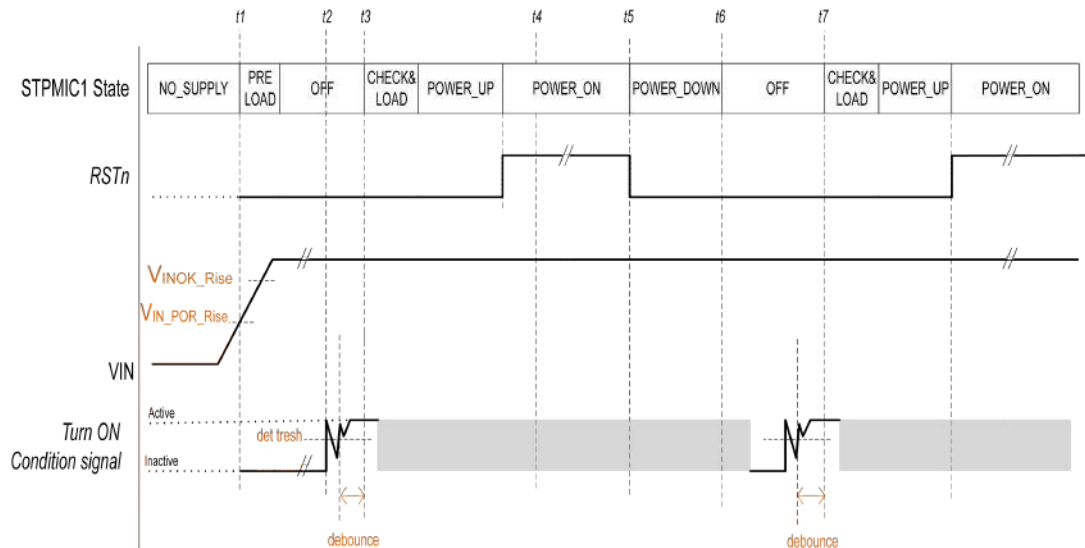 t1 t2 t3 t4 t5 t6 t7
STPMIC1 State NO_SUPPLY PRE LOAD OFF CHECK& LOAD POWER_UP POWER_ON POWER_DOWN OFF CHECK& LOAD POWER_UP POWER_ON
RSTn
VINOK_Rise
VIN_POR_Rise
VIN
Active
Turn ON
det tresh
Condition signal
Inactive
debounce debounce